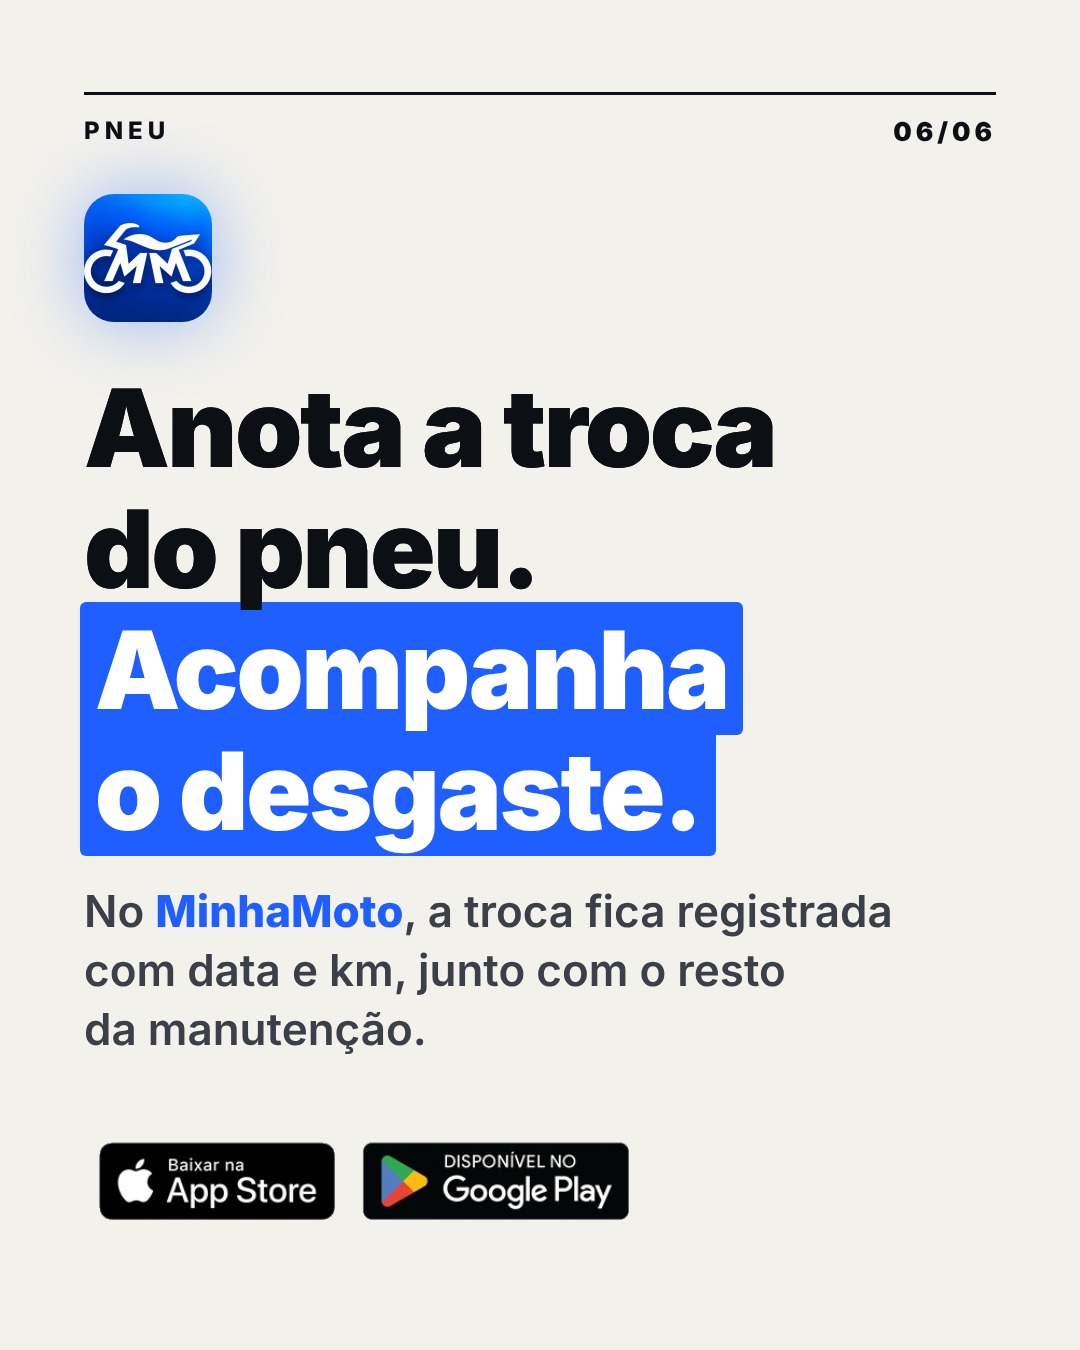 PNEU
06/06
MM
Anota a troca
do pneu.
Acompanha
o desgaste.
No MinhaMoto, a troca fica registrada
com data e km, junto com o resto
da manutenção.
Baixar na
App Store
DISPONÍVEL NO
Google Play